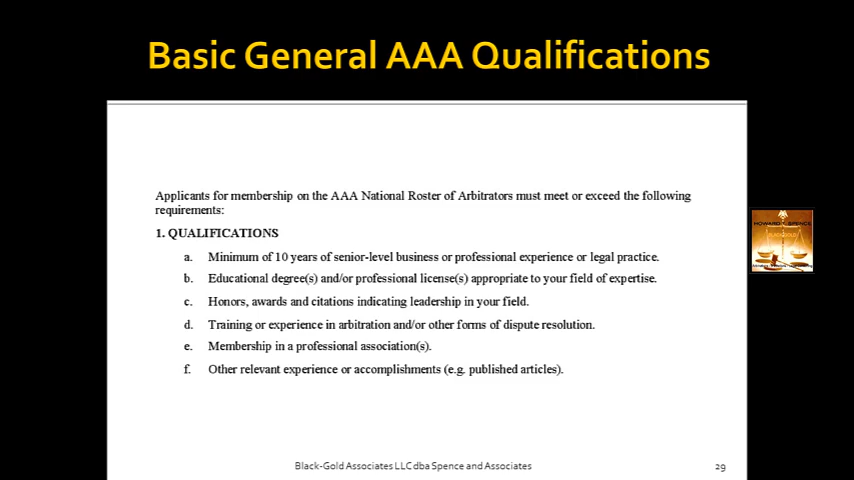 Basic General AAA Qualifications
Applicants for membership on the AAA National Roster of Arbitrators must meet or exceed the following
requirements:
1. QUALIFICATIONS
a. Minimum of 10 years of senior-level business or professional experience or legal practice.
b. Educational degree(s) and/or professional license(s) appropriate to your field of expertise.
c. Honors, awards and citations indicating leadership in your field.
d. Training or experience in arbitration and/or other forms of dispute resolution.
e. Membership in a professional association(s).
f. Other relevant experience or accomplishments (e.g. published articles).
HOWARD T. SPENCE
Black-Gold Associates LLC dba Spence and Associates
29